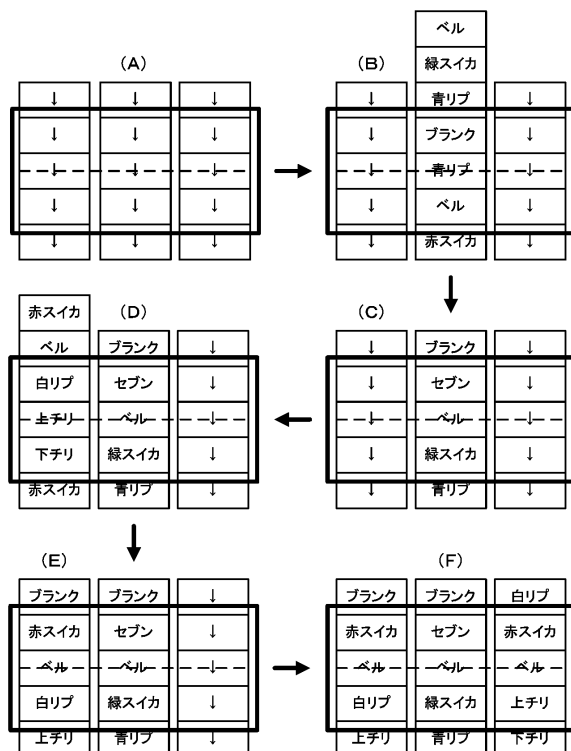 (A)
↓ ↓ ↓
↓ ↓ ↓
↓ ↓ ↓
↓ ↓ ↓
↓ ↓ ↓
ベル
(B) 緑スイカ
↓ 青リプ ↓
↓ ブランク ↓
↓ 青リプ ↓
↓ ベル ↓
↓ 赤スイカ ↓
赤スイカ (D)
ベル ブランク ↓
白リプ セブン ↓
上チリ ベル ↓
下チリ 緑スイカ ↓
赤スイカ 青リプ ↓
(C)
↓ ブランク ↓
↓ セブン ↓
↓ ベル ↓
↓ 緑スイカ ↓
↓ 青リプ ↓
(E)
ブランク ブランク ↓
赤スイカ セブン ↓
ベル ベル ↓
白リプ 緑スイカ ↓
上チリ 青リプ ↓
(F)
ブランク ブランク 白リプ
赤スイカ セブン 赤スイカ
ベル ベル ベル
白リプ 緑スイカ 上チリ
上チリ 青リプ 下チリ